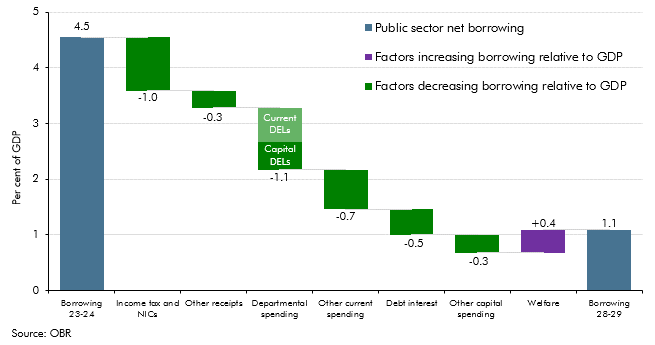 5
4
3
2
1
0
Per cent of GDP
4.5
-1.0
-0.3
Current
DELs
Capital
DELs
-1.1
-0.7
-0.5
-0.3
+0.4
1.1
Public sector net borrowing
Factors increasing borrowing relative to GDP
Factors decreasing borrowing relative to GDP
Borrowing
23-24
Income tax and
NICs
Other receipts
Departmental
spending
Other current
spending
Debt interest
Other capital
spending
Welfare
Borrowing
28-29
Source: OBR